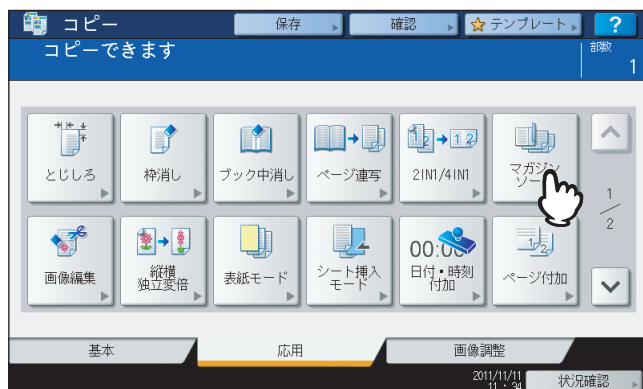 コピー
保存
確認
テンプレート
?
コピーできます
部数
1
とじしろ
枠消し
ブック中消し
ページ連写
2IN1/4IN1
マガジン
ソート
1
2
画像編集
縦横
独立変倍
表紙モード
シート挿入
モード
00:00
日付・時刻
付加
ページ付加
基本
応用
画像調整
2011/11/11
11 : 34
状況確認